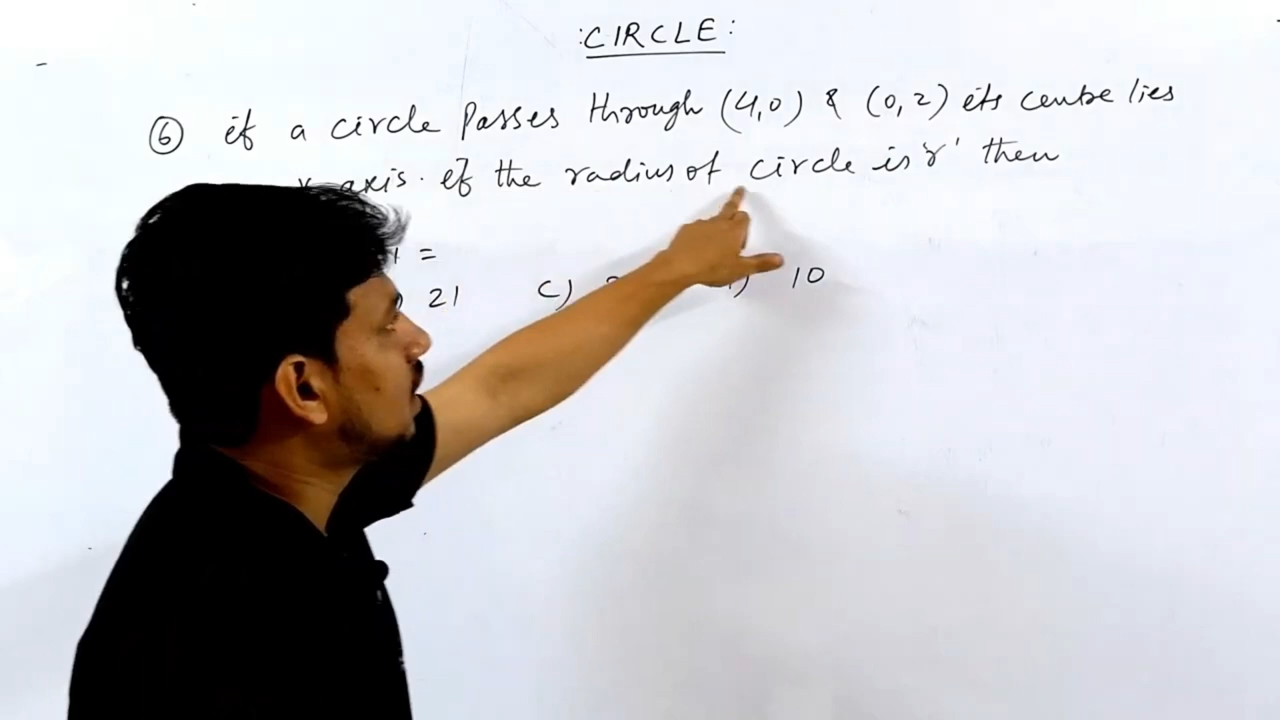 : CIRCLE :
⑥ if a circle Passes through (4,0) & (0,2) its centre lies
axis. if the radius of circle is 'r' then
=
21 C) 10